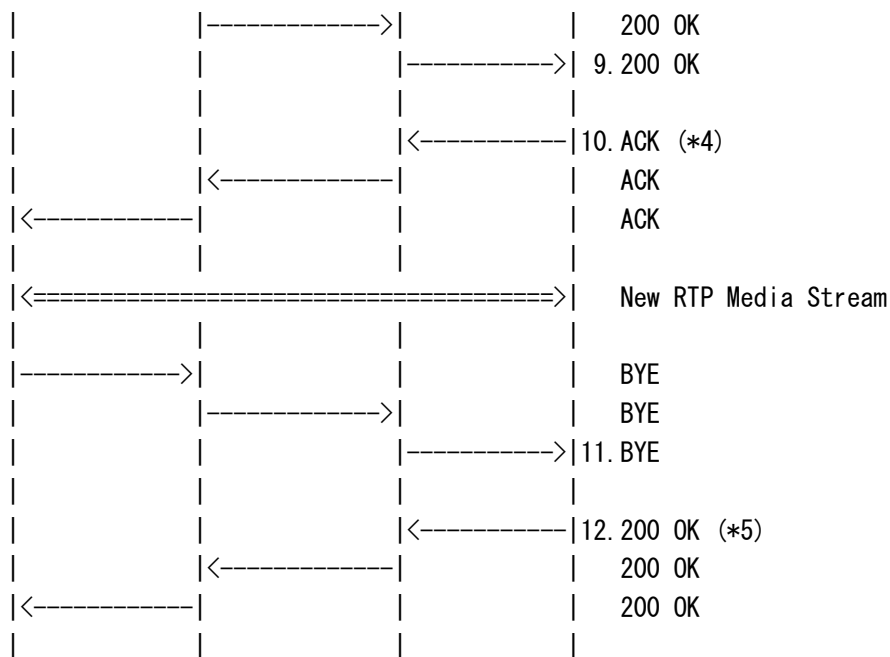 |             |------------>|           |   200 OK
|             |             |---------->| 9.200 OK
|             |             |           |
|             |             |<----------|10.ACK (*4)
|             |<------------|           |   ACK
|<------------|             |           |   ACK
|             |             |           |
|<=====================================>|   New RTP Media Stream
|             |             |           |
|------------>|             |           |   BYE
|             |------------>|           |   BYE
|             |             |---------->|11.BYE
|             |             |           |
|             |             |<----------|12.200 OK (*5)
|             |<------------|           |   200 OK
|<------------|             |           |   200 OK
|             |             |           |